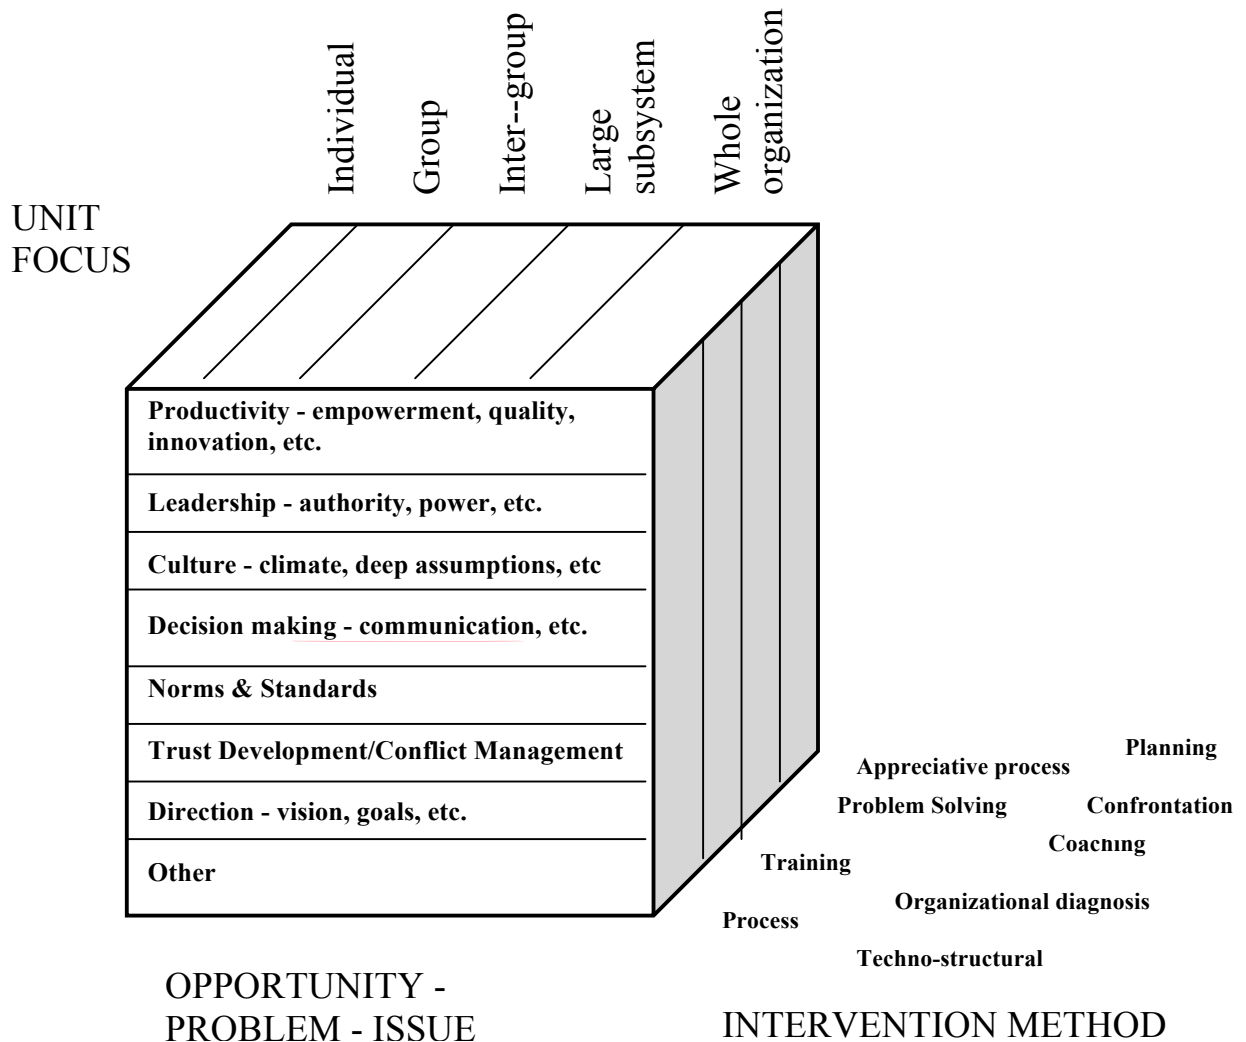 Individual
Group
Inter--group
Large
subsystem
Whole
organization
UNIT
FOCUS
Productivity - empowerment, quality,
innovation, etc.
Leadership - authority, power, etc.
Culture - climate, deep assumptions, etc
Decision making - communication, etc.
Norms & Standards
Trust Development/Conflict Management
Direction - vision, goals, etc.
Other
Planning
Appreciative process
Problem Solving
Confrontation
Coaching
Training
Organizational diagnosis
Process
Techno-structural
OPPORTUNITY -
PROBLEM - ISSUE
INTERVENTION METHOD